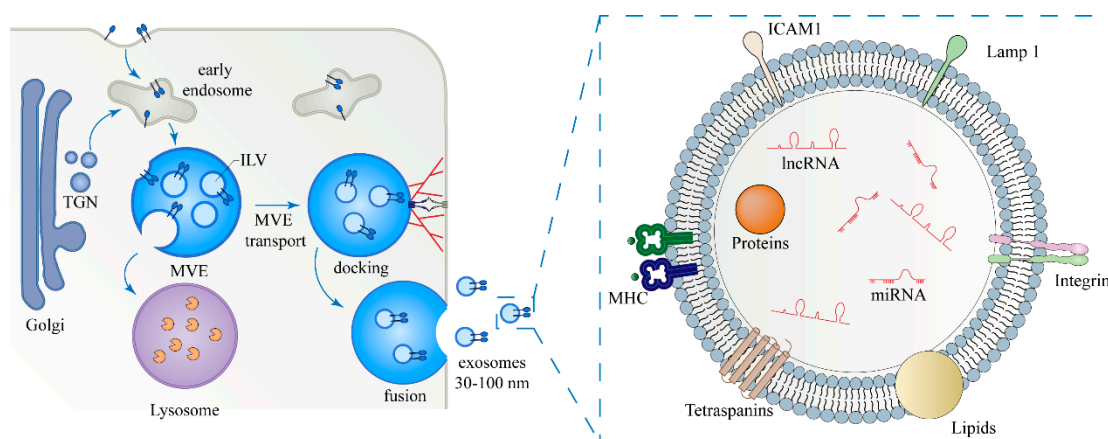 early
endosome
ILV
TGN
MVE
transport
MVE
docking
Golgi
Lysosome
fusion
exosomes
30-100 nm
ICAM1
Lamp 1
lncRNA
Proteins
MHC
miRNA
Integrin
Tetraspanins
Lipids